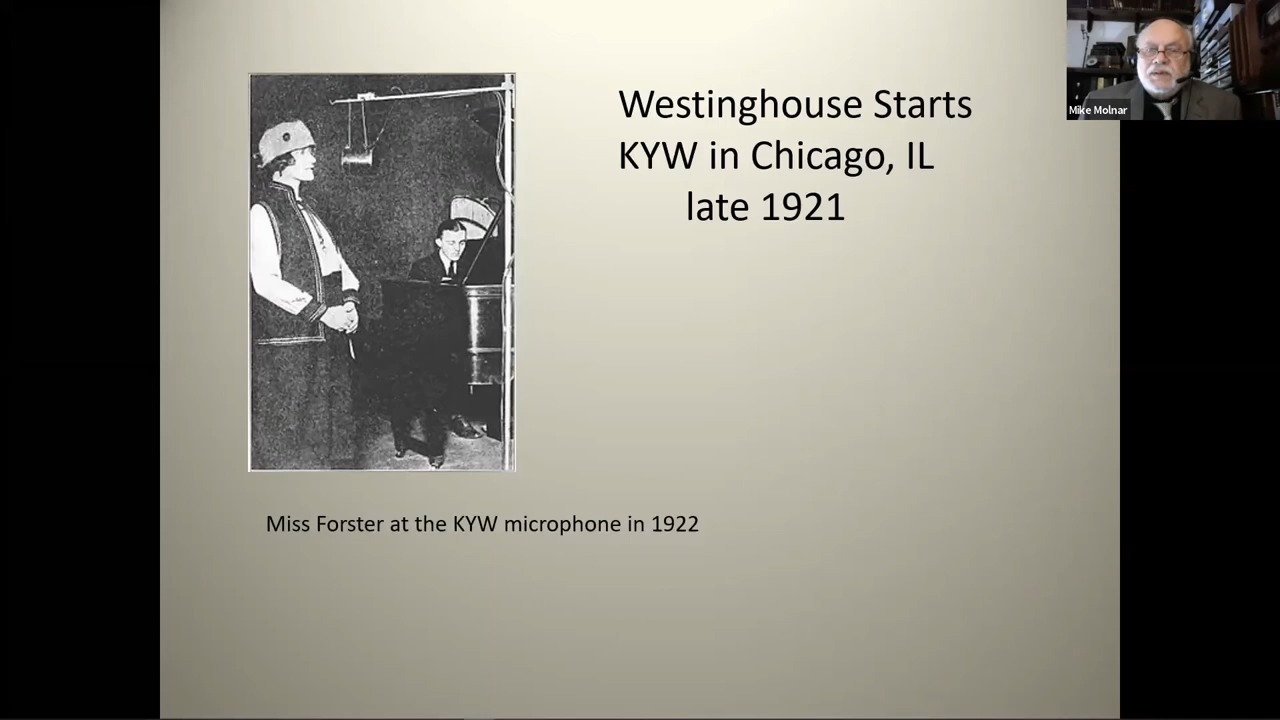 Westinghouse Starts
KYW in Chicago, IL
late 1921
Mike Molnar
Miss Forster at the KYW microphone in 1922